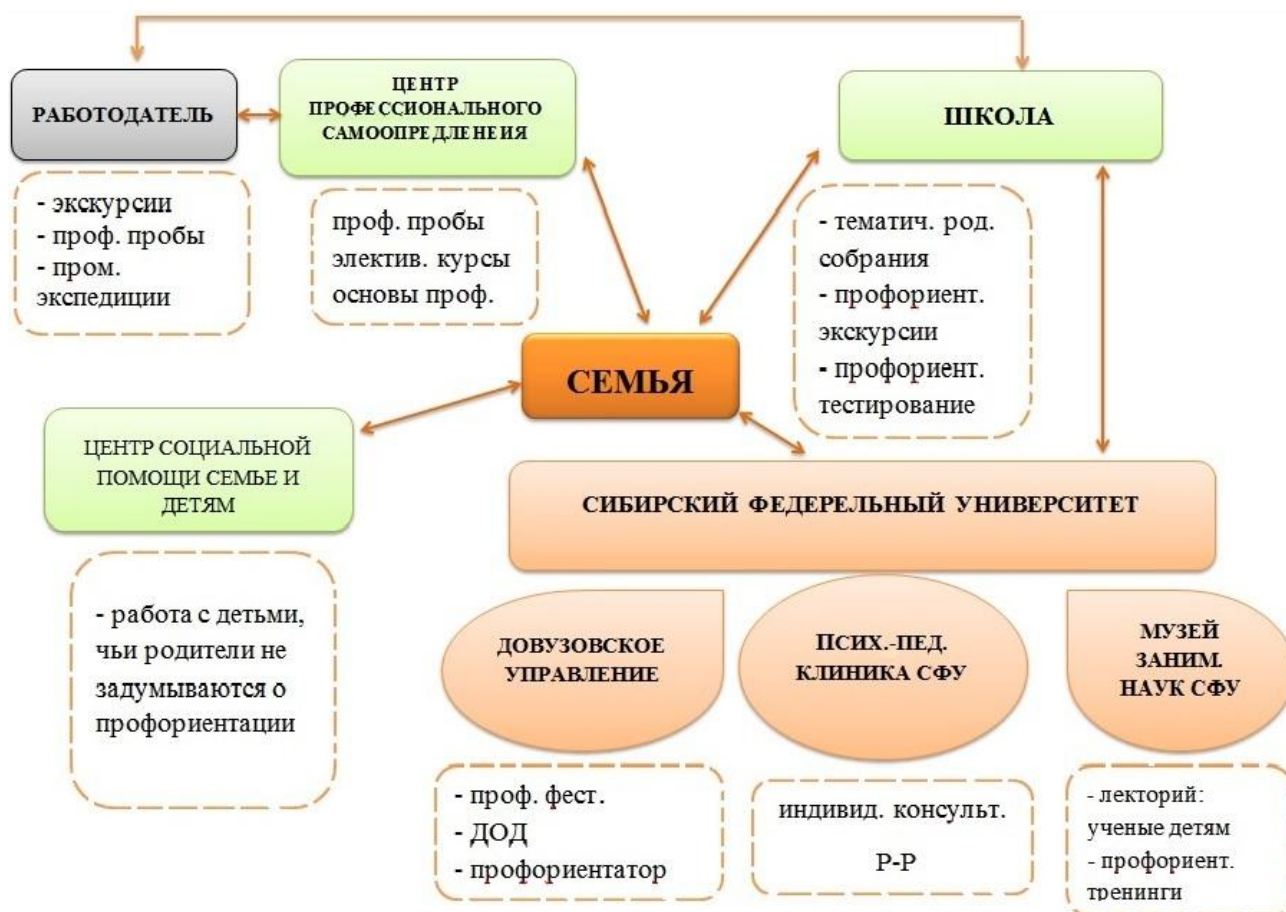 РАБОТОДАТЕЛЬ
- экскурсии
- проф. пробы
- пром.
экспедиции
ЦЕНТР
ПРОФЕССИОНАЛЬНОГО
САМООПРЕДЛЕНЕИЯ
проф. пробы
электив. курсы
основы проф.
ШКОЛА
- тематич. род.
собрания
- профориент.
экскурсии
- профориент.
тестирование
СЕМЬЯ
ЦЕНТР СОЦИАЛЬНОЙ
ПОМОЩИ СЕМЬЕ И
ДЕТЯМ
- работа с детьми,
чьи родители не
задумываются о
профориентации
СИБИРСКИЙ ФЕДЕРЕЛЬНЫЙ УНИВЕРСИТЕТ
ДОВУЗОВСКОЕ
УПРАВЛЕНИЕ
- проф. фест.
- ДОД
- профориентатор
ПСИХ.-ПЕД.
КЛИНИКА СФУ
индивид. консульт.
Р-Р
МУЗЕЙ
ЗАНИМ.
НАУК СФУ
- лекторий:
ученые детям
- профориент.
тренинги